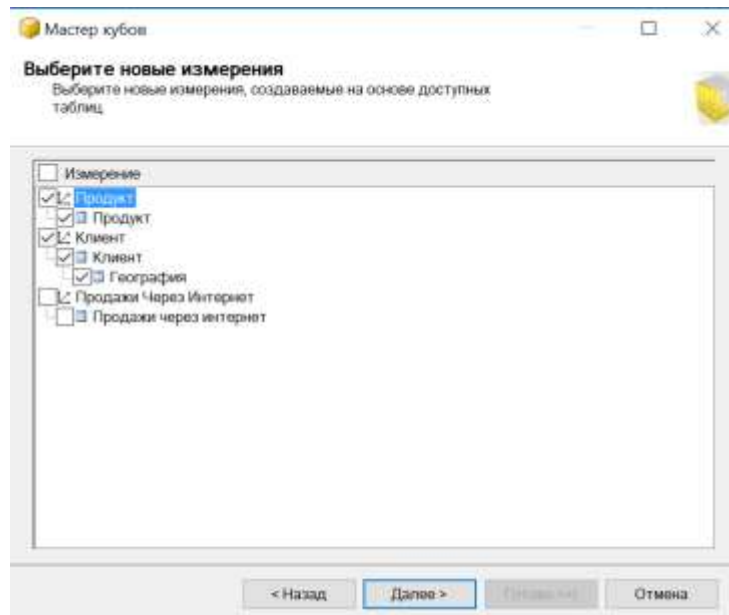 Мастер кубов
Выберите новые измерения
Выберите новые измерения, создаваемые на основе доступных
таблиц.
Измерение
Продукт
Продукт
Клиент
Клиент
География
Продажи Через Интернет
Продажи через интернет
< Назад
Далее >
Отмена